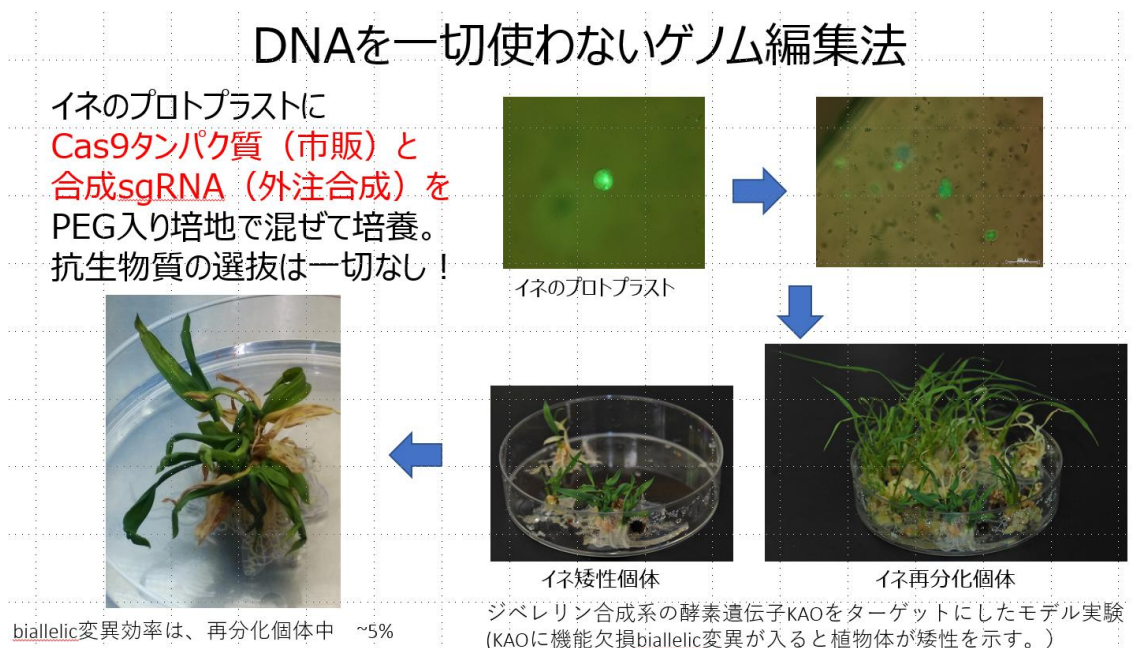 DNAを一切使わないゲノム編集法
イネのプロトプラストに
Cas9タンパク質（市販）と
合成sgRNA（外注合成）を
PEG入り培地で混ぜて培養。
抗生物質の選抜は一切なし！
イネのプロトプラスト
イネ矮性個体
イネ再分化個体
biallelic変異効率は、再分化個体中　~5%
ジベレリン合成系の酵素遺伝子KAOをターゲットにしたモデル実験
(KAOに機能欠損biallelic変異が入ると植物体が矮性を示す。）